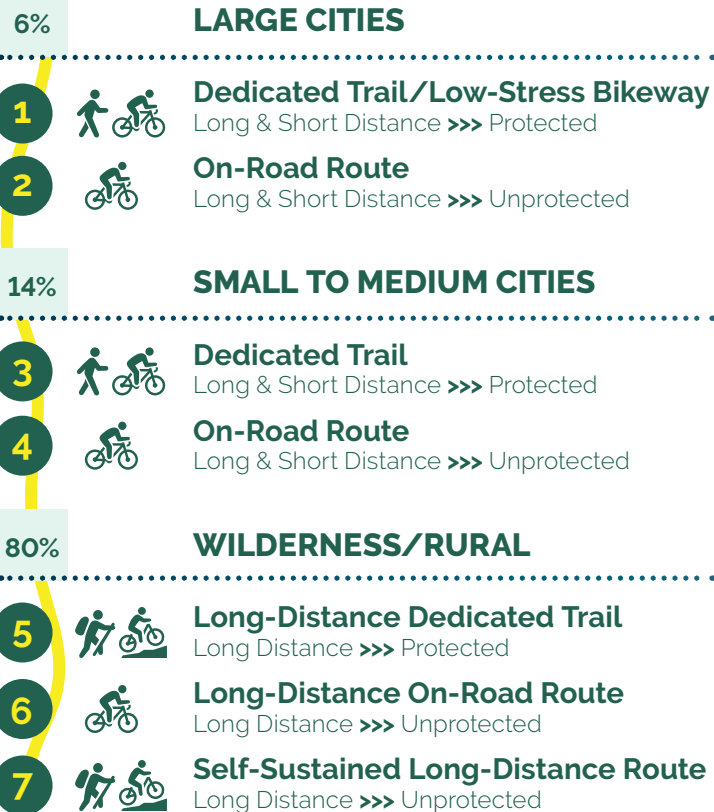 6%
LARGE CITIES
1
Dedicated Trail/Low-Stress Bikeway
Long & Short Distance >>> Protected
2
On-Road Route
Long & Short Distance >>> Unprotected
14%
SMALL TO MEDIUM CITIES
3
Dedicated Trail
Long & Short Distance >>> Protected
4
On-Road Route
Long & Short Distance >>> Unprotected
80%
WILDERNESS/RURAL
5
Long-Distance Dedicated Trail
Long Distance >>> Protected
6
Long-Distance On-Road Route
Long Distance >>> Unprotected
7
Self-Sustained Long-Distance Route
Long Distance >>> Unprotected